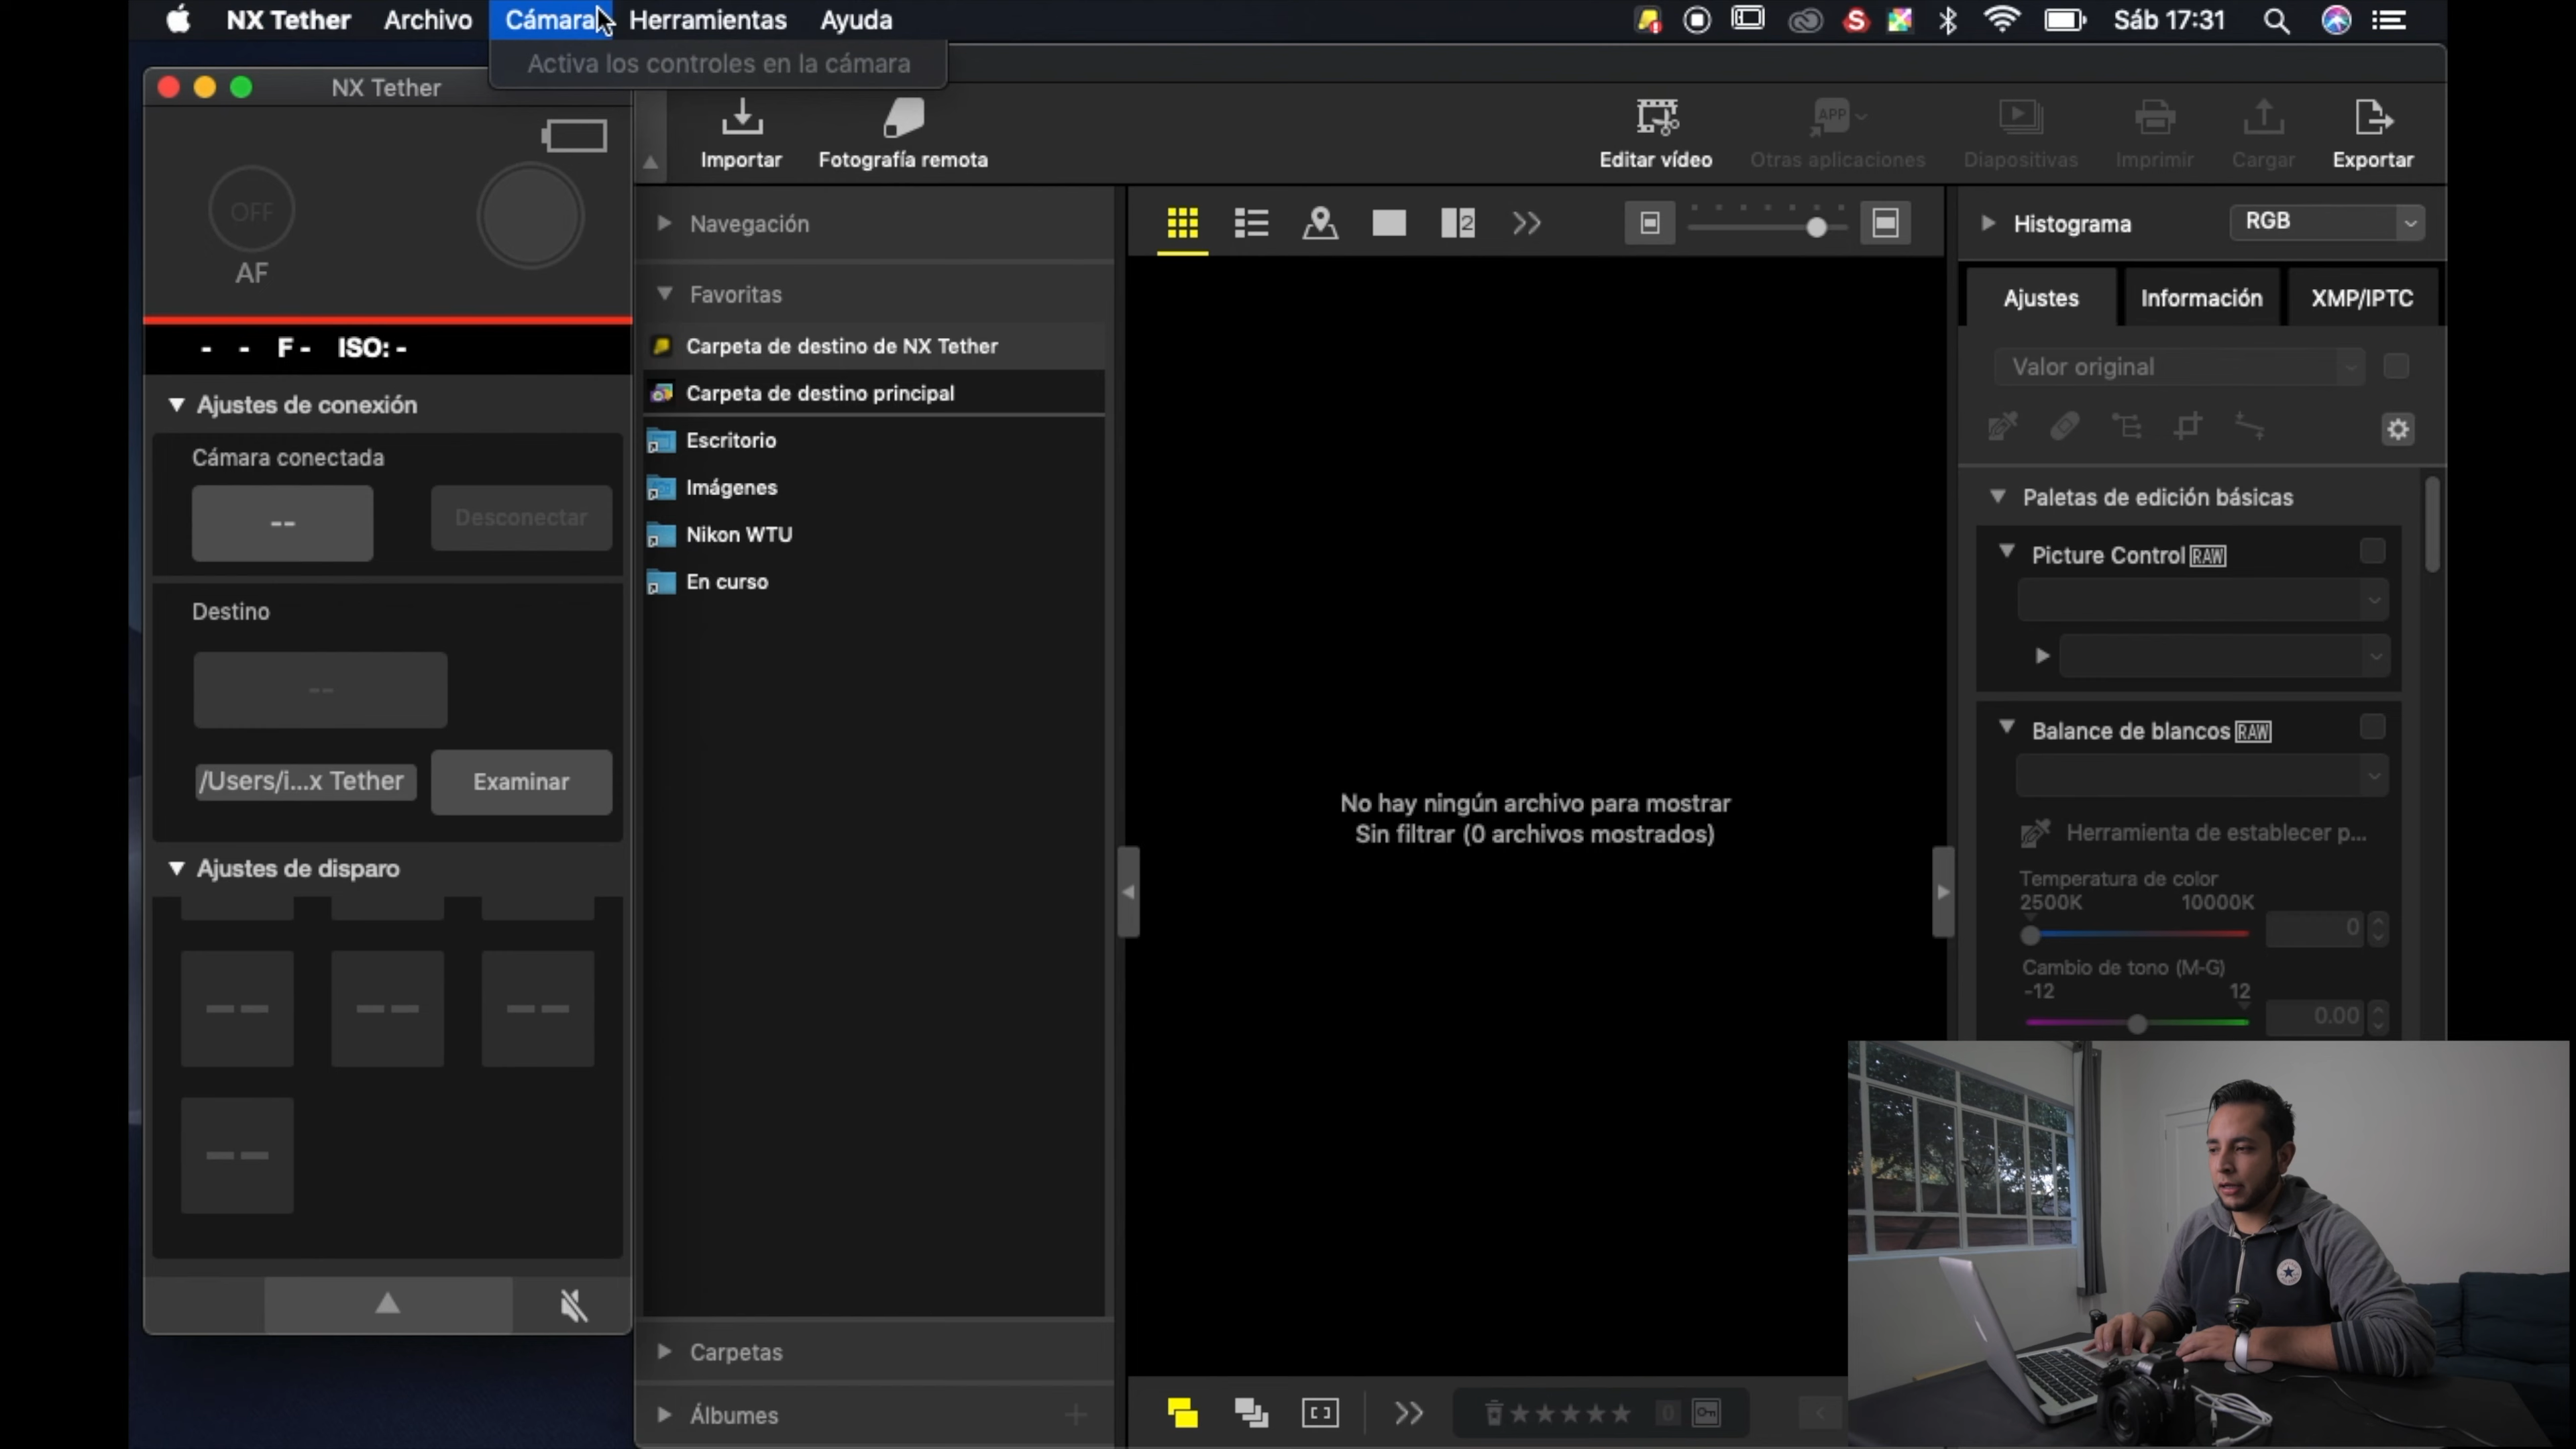 NX Tether Archivo Cámara Herramientas Ayuda Sáb 17:31
Activa los controles en la cámara
NX Tether
OFF
AF
- - F - ISO: -
Ajustes de conexión
Cámara conectada
-- Desconectar
Destino
--
/Users/i...x Tether Examinar
Ajustes de disparo
-- -- --
--
Importar Fotografía remota Editar vídeo Otras aplicaciones Diapositivas Imprimir Cargar Exportar
APP
Navegación
Favoritas
Carpeta de destino de NX Tether
Carpeta de destino principal
Escritorio
Imágenes
Nikon WTU
En curso
Carpetas
Álbumes
2
No hay ningún archivo para mostrar
Sin filtrar (0 archivos mostrados)
0
Histograma RGB
Ajustes Información XMP/IPTC
Valor original
Paletas de edición básicas
Picture Control RAW
Balance de blancos RAW
Herramienta de establecer p...
Temperatura de color
2500K 10000K 0
Cambio de tono (M-G)
-12 12 0.00